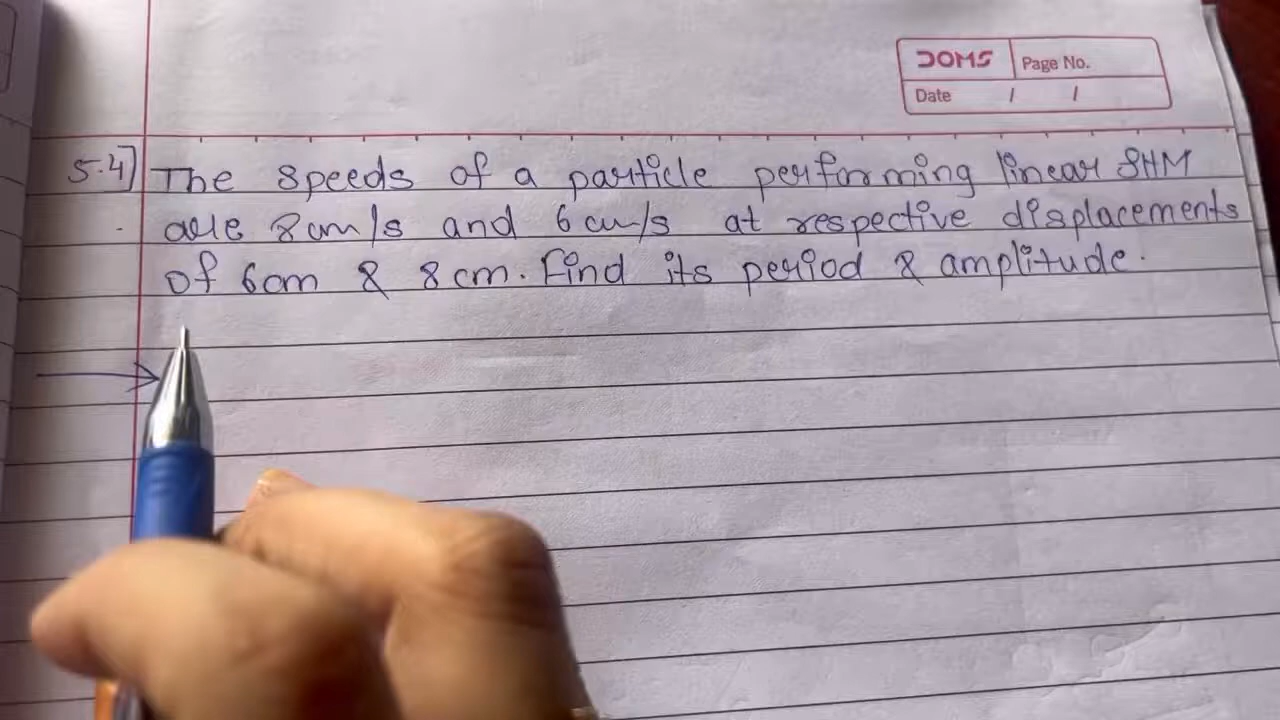 DOMS Page No.
Date / /
5.4] The speeds of a particle performing linear SHM
are 8cm/s and 6cm/s at respective displacements
of 6cm & 8cm. Find its period & amplitude.